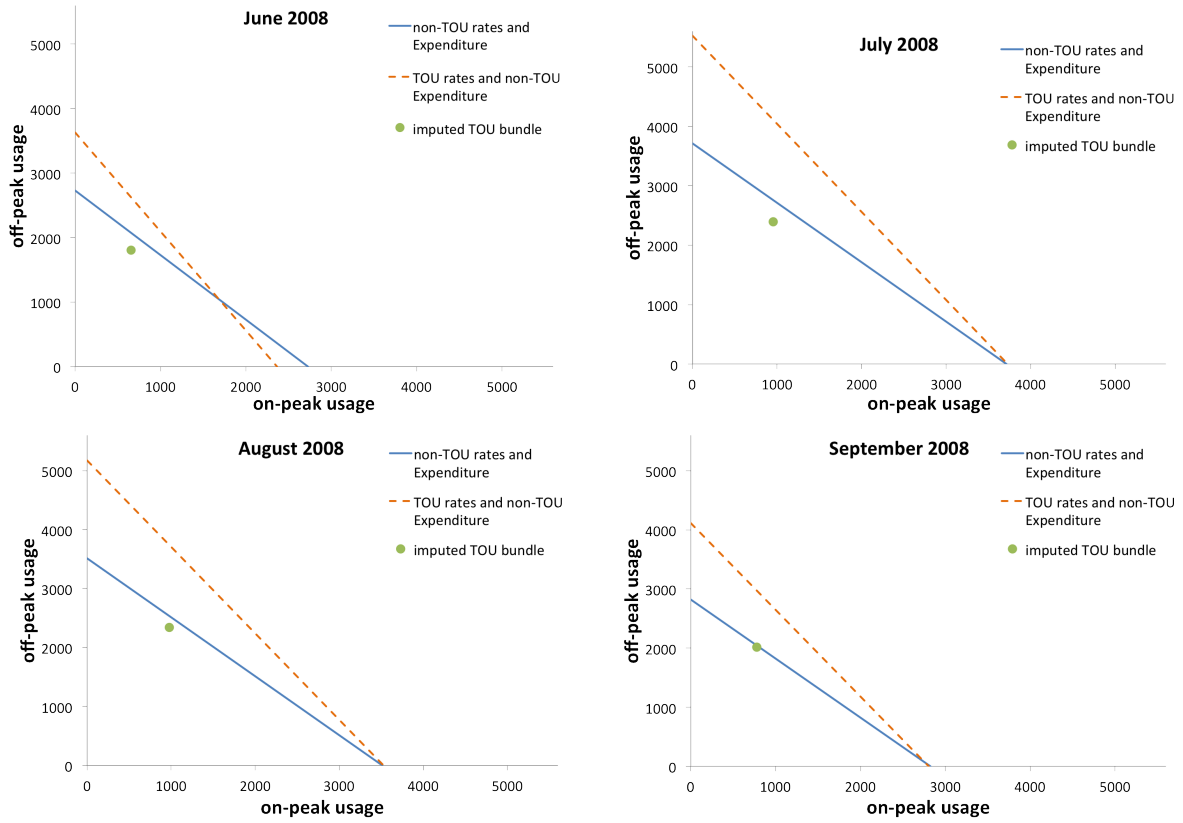 June 2008
non-TOU rates and
Expenditure
TOU rates and non-TOU
Expenditure
imputed TOU bundle
off-peak usage
5000
4000
3000
2000
1000
0
0 1000 2000 3000 4000 5000
on-peak usage
July 2008
non-TOU rates and
Expenditure
TOU rates and non-TOU
Expenditure
imputed TOU bundle
off-peak usage
5000
4000
3000
2000
1000
0
0 1000 2000 3000 4000 5000
on-peak usage
August 2008
non-TOU rates and
Expenditure
TOU rates and non-TOU
Expenditure
imputed TOU bundle
off-peak usage
5000
4000
3000
2000
1000
0
0 1000 2000 3000 4000 5000
on-peak usage
September 2008
non-TOU rates and
Expenditure
TOU rates and non-TOU
Expenditure
imputed TOU bundle
off-peak usage
5000
4000
3000
2000
1000
0
0 1000 2000 3000 4000 5000
on-peak usage